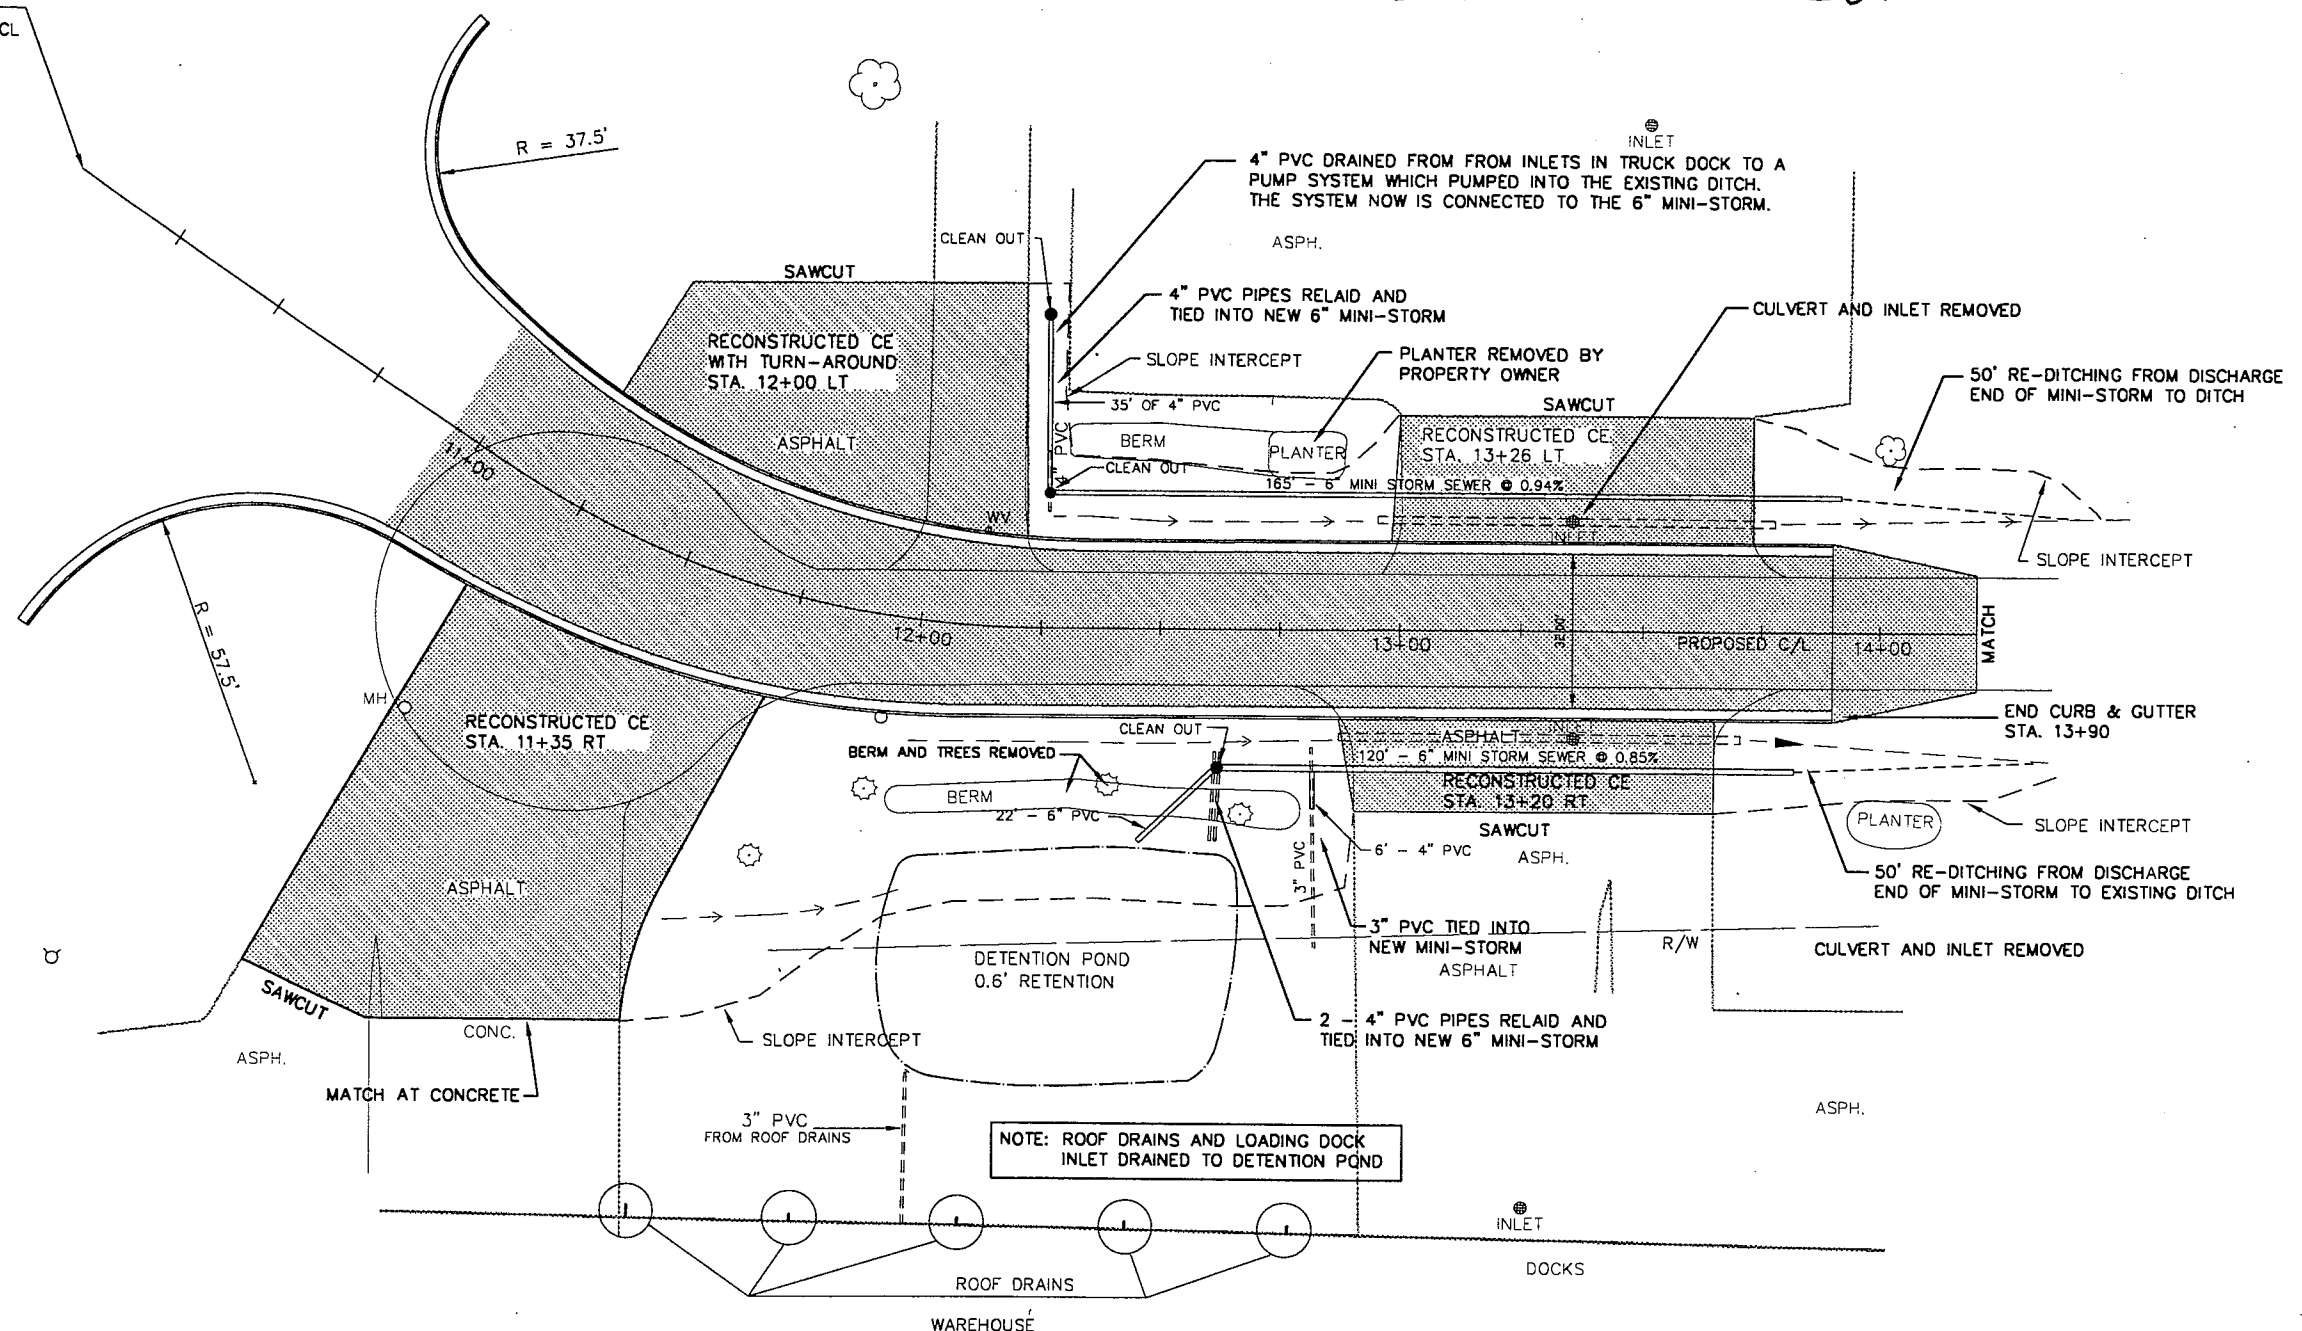 CL
R = 37.5'
INLET
4" PVC DRAINED FROM FROM INLETS IN TRUCK DOCK TO A
PUMP SYSTEM WHICH PUMPED INTO THE EXISTING DITCH.
THE SYSTEM NOW IS CONNECTED TO THE 6" MINI-STORM.
CLEAN OUT
ASPH.
SAWCUT
4" PVC PIPES RELAID AND
TIED INTO NEW 6" MINI-STORM
CULVERT AND INLET REMOVED
RECONSTRUCTED CE
WITH TURN-AROUND
STA. 12+00 LT
SLOPE INTERCEPT
PLANTER REMOVED BY
PROPERTY OWNER
50' RE-DITCHING FROM DISCHARGE
END OF MINI-STORM TO DITCH
35' OF 4" PVC
SAWCUT
ASPHALT
4" PVC
BERM
PLANTER
RECONSTRUCTED CE
STA. 13+26 LT
11+00
CLEAN OUT
165' - 6" MINI STORM SEWER @ 0.94%
WV
INLET
SLOPE INTERCEPT
R = 57.5'
12+00
13+00
32.00'
PROPOSED C/L
14+00
MATCH
MH
RECONSTRUCTED CE
STA. 11+35 RT
CLEAN OUT
END CURB & GUTTER
STA. 13+90
BERM AND TREES REMOVED
ASPHALT
120' - 6" MINI STORM SEWER @ 0.85%
BERM
RECONSTRUCTED CE
STA. 13+20 RT
22' - 6" PVC
PLANTER
SLOPE INTERCEPT
SAWCUT
6' - 4" PVC
ASPH.
3" PVC
50' RE-DITCHING FROM DISCHARGE
END OF MINI-STORM TO EXISTING DITCH
ASPHALT
3" PVC TIED INTO
NEW MINI-STORM
R/W
CULVERT AND INLET REMOVED
DETENTION POND
0.6' RETENTION
ASPHALT
SAWCUT
CONC.
SLOPE INTERCEPT
2 - 4" PVC PIPES RELAID AND
TIED INTO NEW 6" MINI-STORM
ASPH.
MATCH AT CONCRETE
ASPH.
3" PVC
FROM ROOF DRAINS
NOTE: ROOF DRAINS AND LOADING DOCK
INLET DRAINED TO DETENTION POND
INLET
DOCKS
ROOF DRAINS
WAREHOUSE